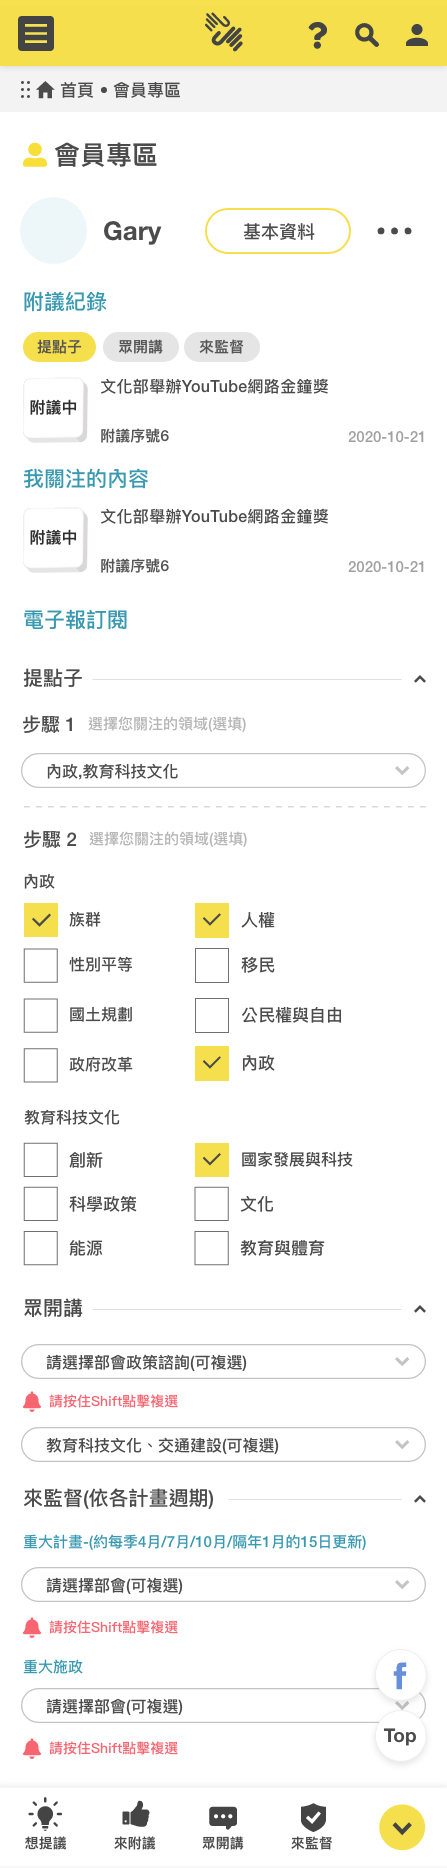 首頁 • 會員專區
會員專區
Gary
基本資料
附議紀錄
提點子 眾開講 來監督
附議中
文化部舉辦YouTube網路金鐘獎
附議序號6 2020-10-21
我關注的內容
附議中
文化部舉辦YouTube網路金鐘獎
附議序號6 2020-10-21
電子報訂閱
提點子
步驟 1 選擇您關注的領域(選填)
內政,教育科技文化
步驟 2 選擇您關注的領域(選填)
內政
族群 人權
性別平等 移民
國土規劃 公民權與自由
政府改革 內政
教育科技文化
創新 國家發展與科技
科學政策 文化
能源 教育與體育
眾開講
請選擇部會政策諮詢(可複選)
請按住Shift點擊複選
教育科技文化、交通建設(可複選)
來監督(依各計畫週期)
重大計畫-(約每季4月/7月/10月/隔年1月的15日更新)
請選擇部會(可複選)
請按住Shift點擊複選
重大施政
請選擇部會(可複選)
請按住Shift點擊複選
f
Top
想提議 來附議 眾開講 來監督